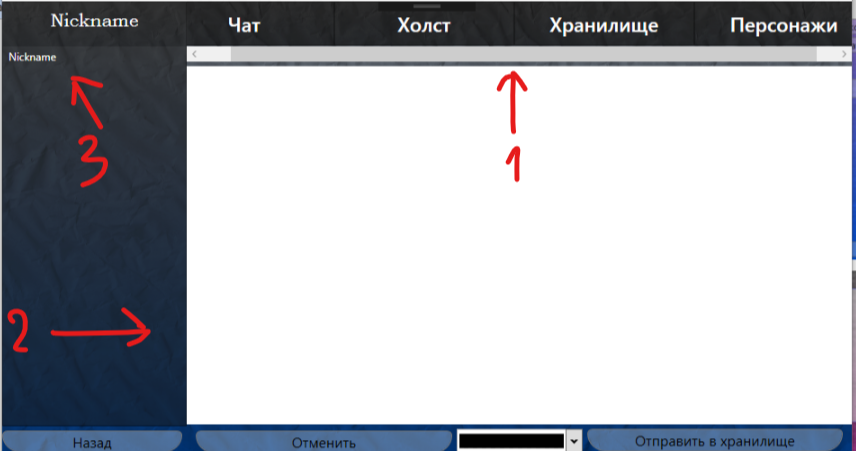 Nickname
Чат
Холст
Хранилище
Персонажи
Nickname
3
1
2
Назад
Отменить
Отправить в хранилище